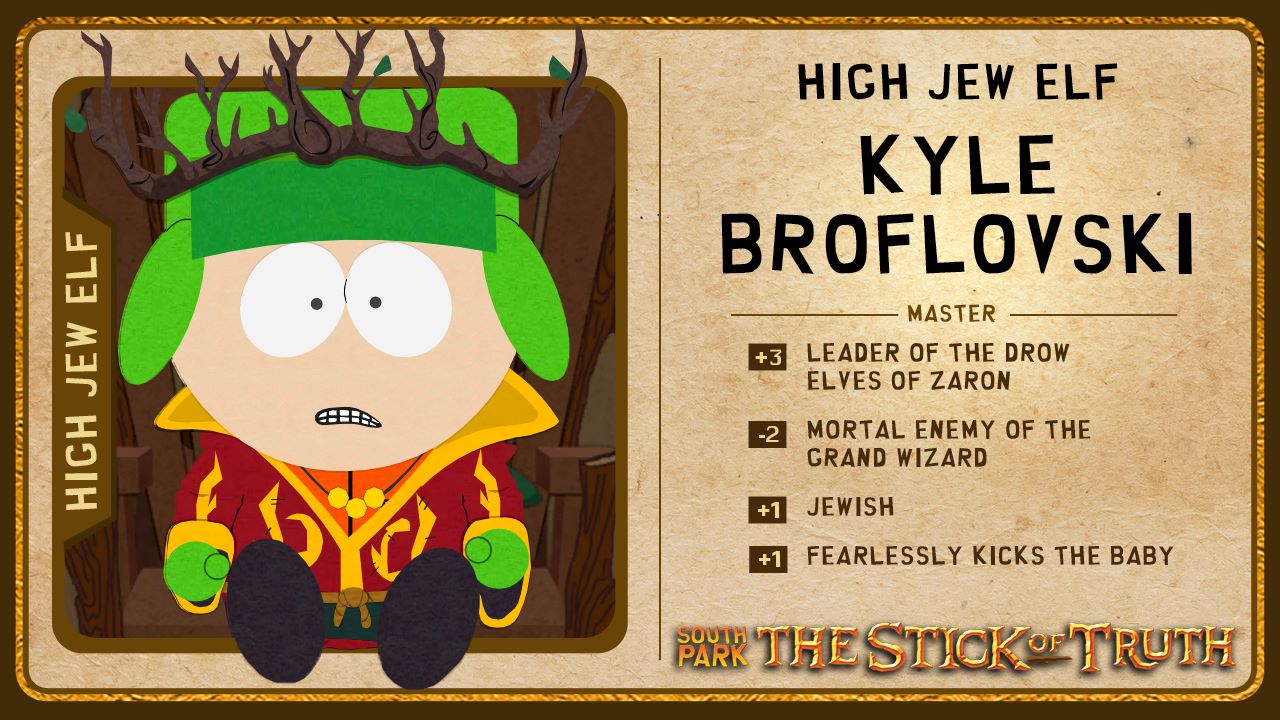 HIGH JEW ELF
HIGH JEW ELF
KYLE
BROFLOVSKI
MASTER
+3 LEADER OF THE DROW
ELVES OF ZARON
-2 MORTAL ENEMY OF THE
GRAND WIZARD
+1 JEWISH
+1 FEARLESSLY KICKS THE BABY
SOUTH PARK THE STICK OF TRUTH